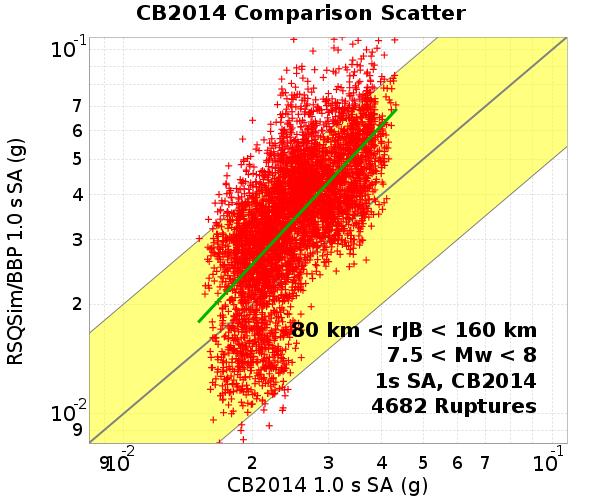 CB2014 Comparison Scatter
RSQSim/BBP 1.0 s SA (g)
10-1
7
6
5
4
3
2
10-2
9
80 km < rJB < 160 km
7.5 < Mw < 8
1s SA, CB2014
4682 Ruptures
9 10-2 2 3 4 5 6 7 10-1
CB2014 1.0 s SA (g)